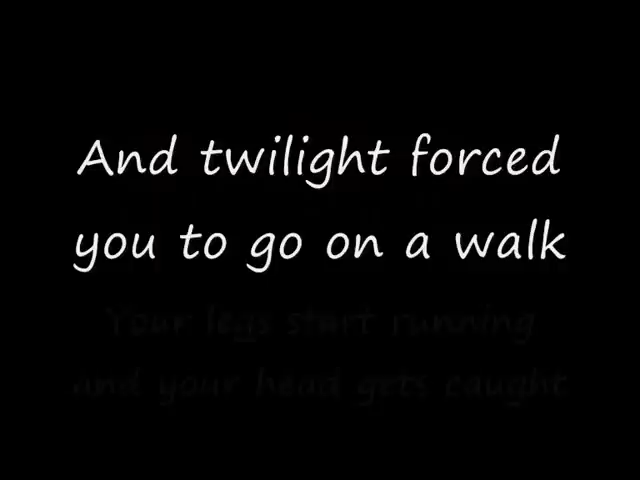 And twilight forced
you to go on a walk
Your legs start running
and your head gets caught